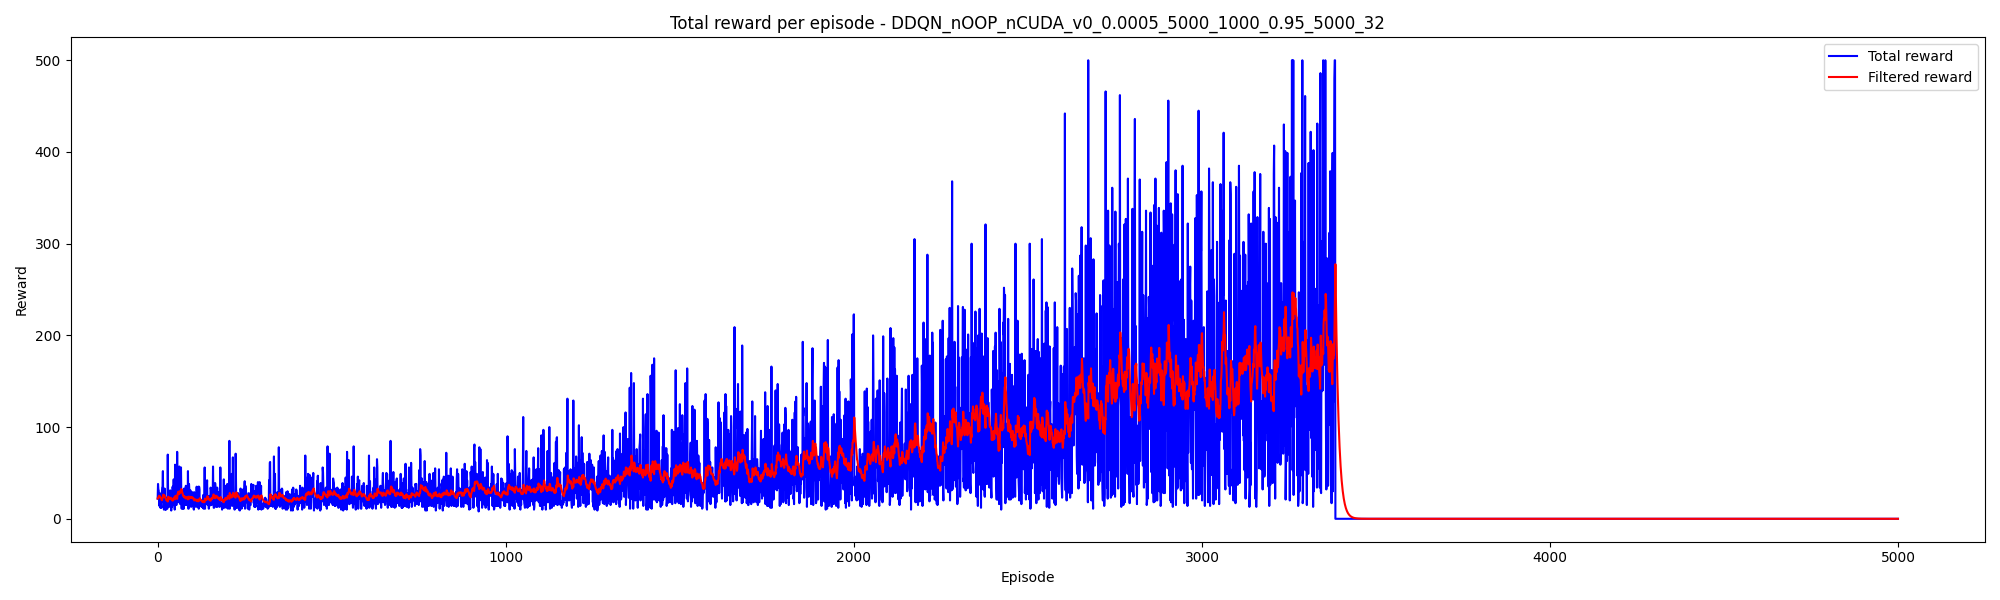 Total reward per episode - DDQN_nOOP_nCUDA_v0_0.0005_5000_1000_0.95_5000_32
Total reward
Filtered reward
500
400
300
200
100
0
Reward
0 1000 2000 3000 4000 5000
Episode